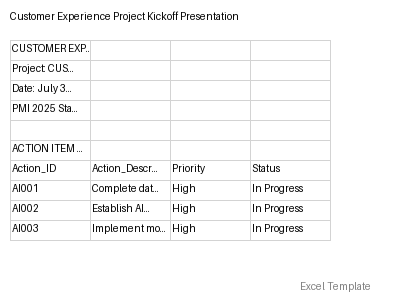 Customer Experience Project Kickoff Presentation
CUSTOMER EXP...
Project: CUS...
Date: July 3...
PMI 2025 Sta...
ACTION ITEM ...
Action_ID Action_Descr... Priority Status
AI001 Complete dat... High In Progress
AI002 Establish AI... High In Progress
AI003 Implement mo... High In Progress
Excel Template